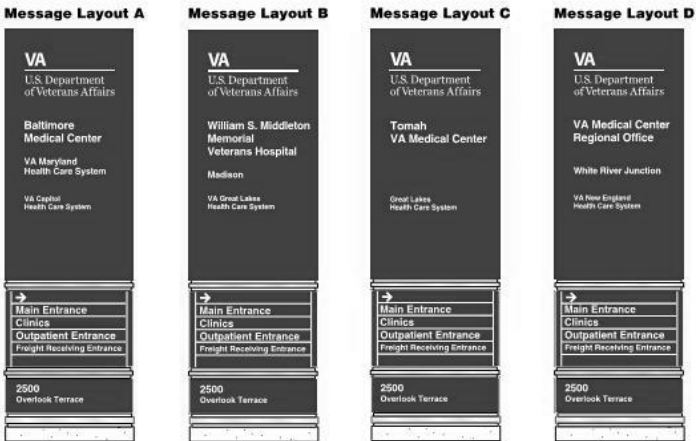 Message Layout A
VA
U.S. Department
of Veterans Affairs
Baltimore
Medical Center
VA Maryland
Health Care System
VA Capitol
Health Care System
→
Main Entrance
Clinics
Outpatient Entrance
Freight Receiving Entrance
2500
Overlook Terrace
Message Layout B
VA
U.S. Department
of Veterans Affairs
William S. Middleton
Memorial
Veterans Hospital
Madison
VA Great Lakes
Health Care System
→
Main Entrance
Clinics
Outpatient Entrance
Freight Receiving Entrance
2500
Overlook Terrace
Message Layout C
VA
U.S. Department
of Veterans Affairs
Tomah
VA Medical Center
Great Lakes
Health Care System
→
Main Entrance
Clinics
Outpatient Entrance
Freight Receiving Entrance
2500
Overlook Terrace
Message Layout D
VA
U.S. Department
of Veterans Affairs
VA Medical Center
Regional Office
White River Junction
VA New England
Health Care System
→
Main Entrance
Clinics
Outpatient Entrance
Freight Receiving Entrance
2500
Overlook Terrace